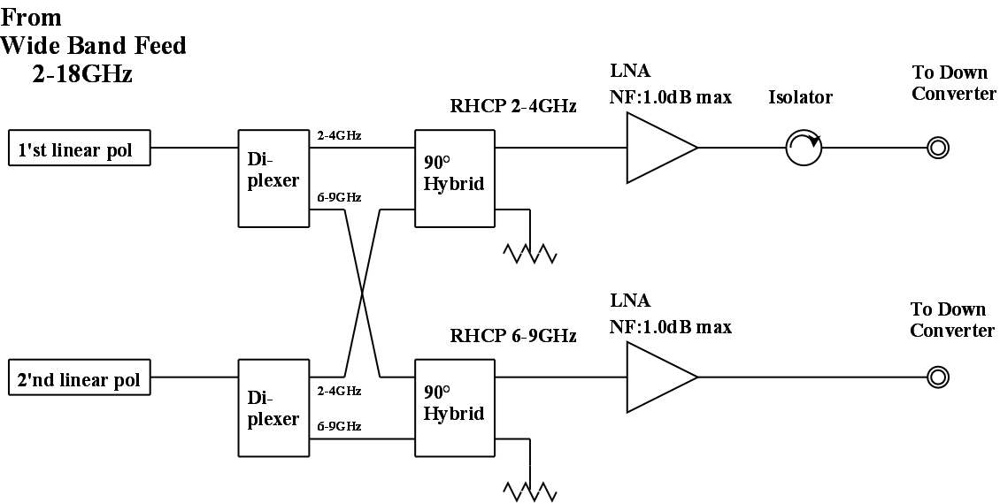 From
Wide Band Feed
2-18GHz
LNA
NF:1.0dB max
Isolator
To Down
Converter
RHCP 2-4GHz
1'st linear pol
Di-
plexer
2-4GHz
6-9GHz
90°
Hybrid
LNA
NF:1.0dB max
To Down
Converter
RHCP 6-9GHz
2'nd linear pol
Di-
plexer
2-4GHz
6-9GHz
90°
Hybrid